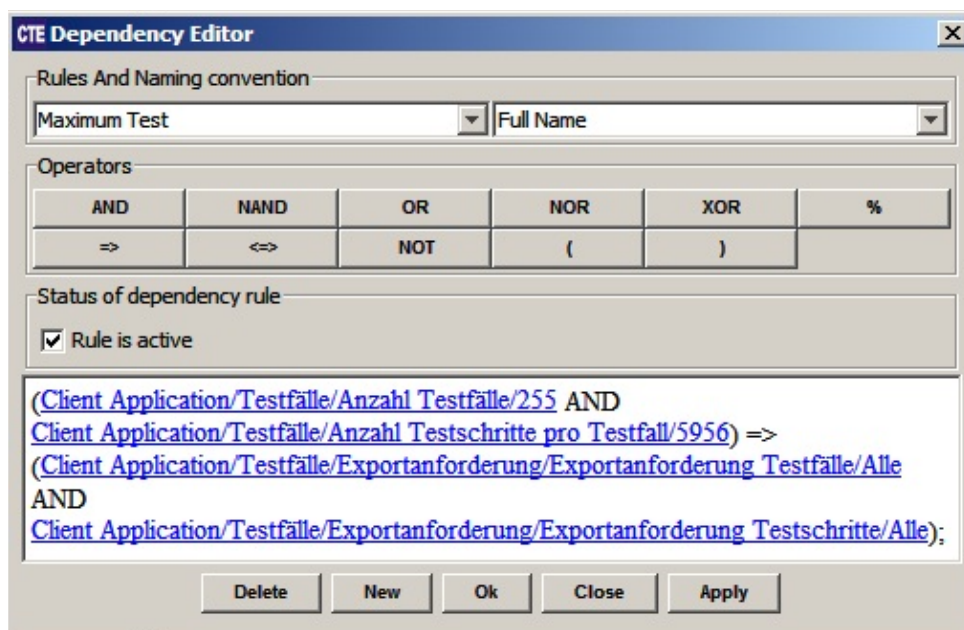 CTE Dependency Editor
Rules And Naming convention
Maximum Test Full Name
Operators
AND NAND OR NOR XOR %
=> <=> NOT ( )
Status of dependency rule
Rule is active
(Client Application/Testfälle/Anzahl Testfälle/255 AND
Client Application/Testfälle/Anzahl Testschritte pro Testfall/5956) =>
(Client Application/Testfälle/Exportanforderung/Exportanforderung Testfälle/Alle
AND
Client Application/Testfälle/Exportanforderung/Exportanforderung Testschritte/Alle);
Delete New Ok Close Apply